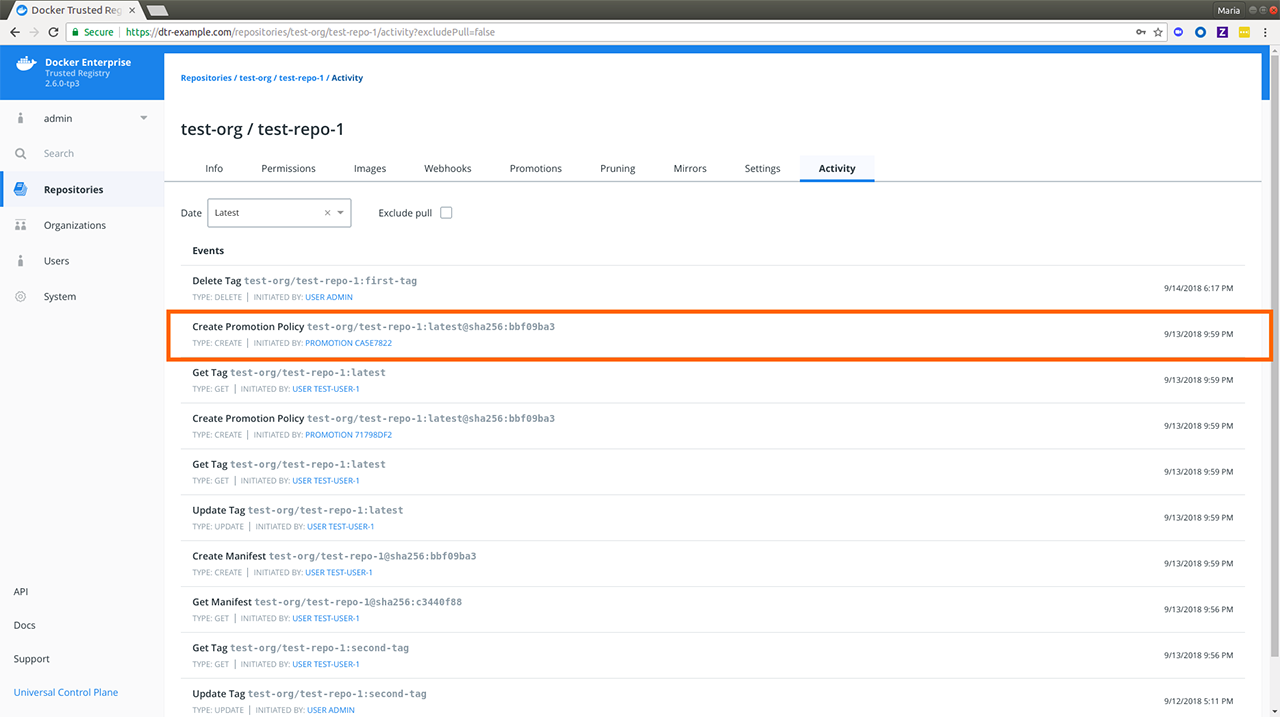 Docker Trusted Reg
Maria
Secure
https://dtr-example.com/repositories/test-org/test-repo-1/activity?excludePull=false
Docker Enterprise
Trusted Registry
2.6.0-tp3
admin
Search
Repositories
Organizations
Users
System
API
Docs
Support
Universal Control Plane
Repositories / test-org / test-repo-1 / Activity
test-org / test-repo-1
Info Permissions Images Webhooks Promotions Pruning Mirrors Settings Activity
Date Latest Exclude pull
Events
Delete Tag test-org/test-repo-1:first-tag
TYPE: DELETE | INITIATED BY: USER ADMIN
9/14/2018 6:17 PM
Create Promotion Policy test-org/test-repo-1:latest@sha256:bbf09ba3
TYPE: CREATE | INITIATED BY: PROMOTION CA5E7822
9/13/2018 9:59 PM
Get Tag test-org/test-repo-1:latest
TYPE: GET | INITIATED BY: USER TEST-USER-1
9/13/2018 9:59 PM
Create Promotion Policy test-org/test-repo-1:latest@sha256:bbf09ba3
TYPE: CREATE | INITIATED BY: PROMOTION 71798DF2
9/13/2018 9:59 PM
Get Tag test-org/test-repo-1:latest
TYPE: GET | INITIATED BY: USER TEST-USER-1
9/13/2018 9:59 PM
Update Tag test-org/test-repo-1:latest
TYPE: UPDATE | INITIATED BY: USER TEST-USER-1
9/13/2018 9:59 PM
Create Manifest test-org/test-repo-1@sha256:bbf09ba3
TYPE: CREATE | INITIATED BY: USER TEST-USER-1
9/13/2018 9:59 PM
Get Manifest test-org/test-repo-1@sha256:c3440f88
TYPE: GET | INITIATED BY: USER TEST-USER-1
9/13/2018 9:56 PM
Get Tag test-org/test-repo-1:second-tag
TYPE: GET | INITIATED BY: USER TEST-USER-1
9/13/2018 9:56 PM
Update Tag test-org/test-repo-1:second-tag
TYPE: UPDATE | INITIATED BY: USER ADMIN
9/12/2018 5:11 PM